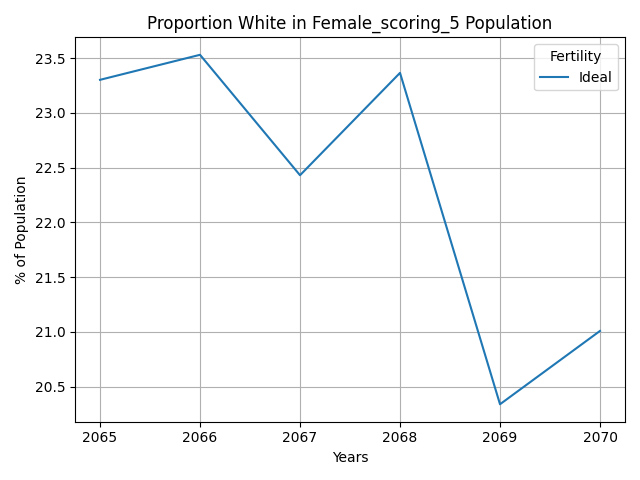 Proportion White in Female_scoring_5 Population
Fertility
Ideal
% of Population
23.5
23.0
22.5
22.0
21.5
21.0
20.5
2065 2066 2067 2068 2069 2070
Years